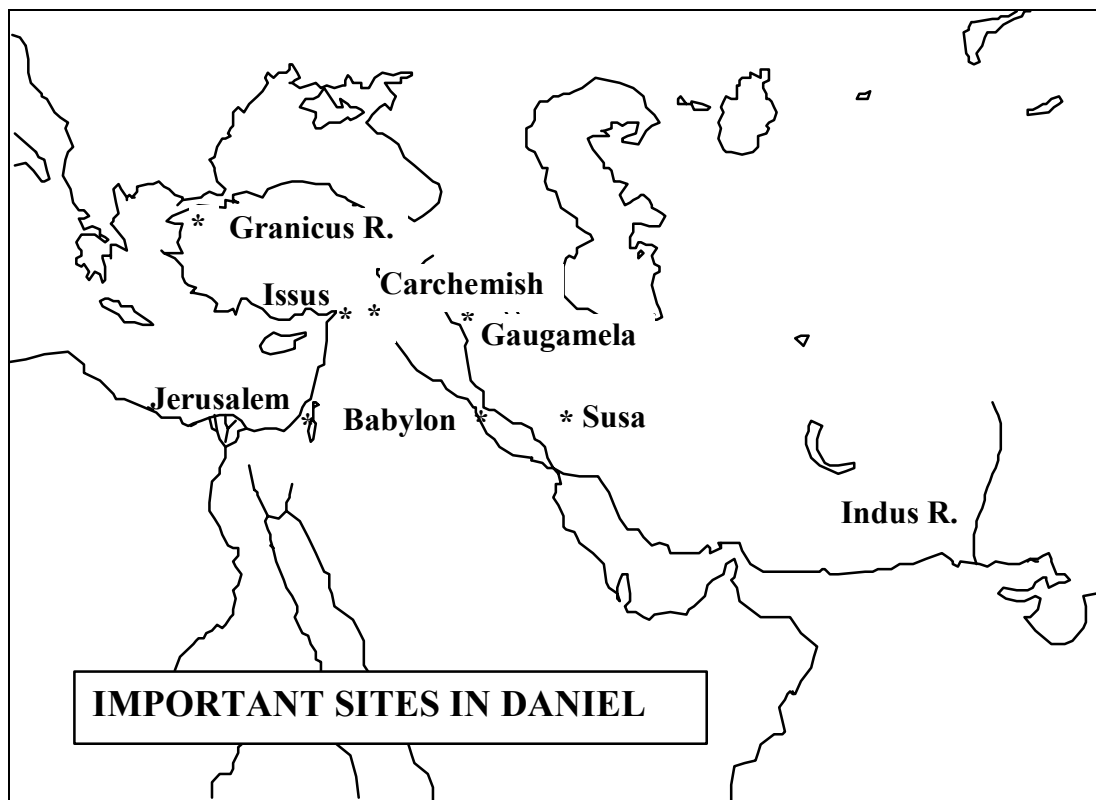 Granicus R.
Carchemish
Issus
* * *
*
Gaugamela
Jerusalem
Babylon
* Susa
* *
Indus R.
IMPORTANT SITES IN DANIEL